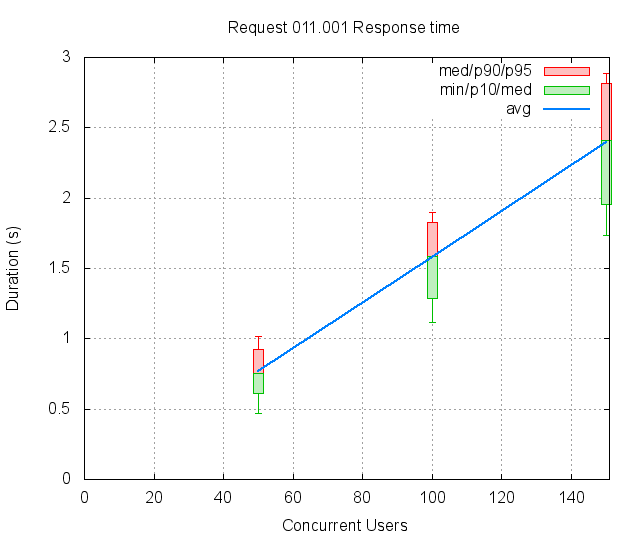 Request 011.001 Response time
3
2.5
2
1.5
1
0.5
0
med/p90/p95
min/p10/med
avg
Duration (s)
0 20 40 60 80 100 120 140
Concurrent Users